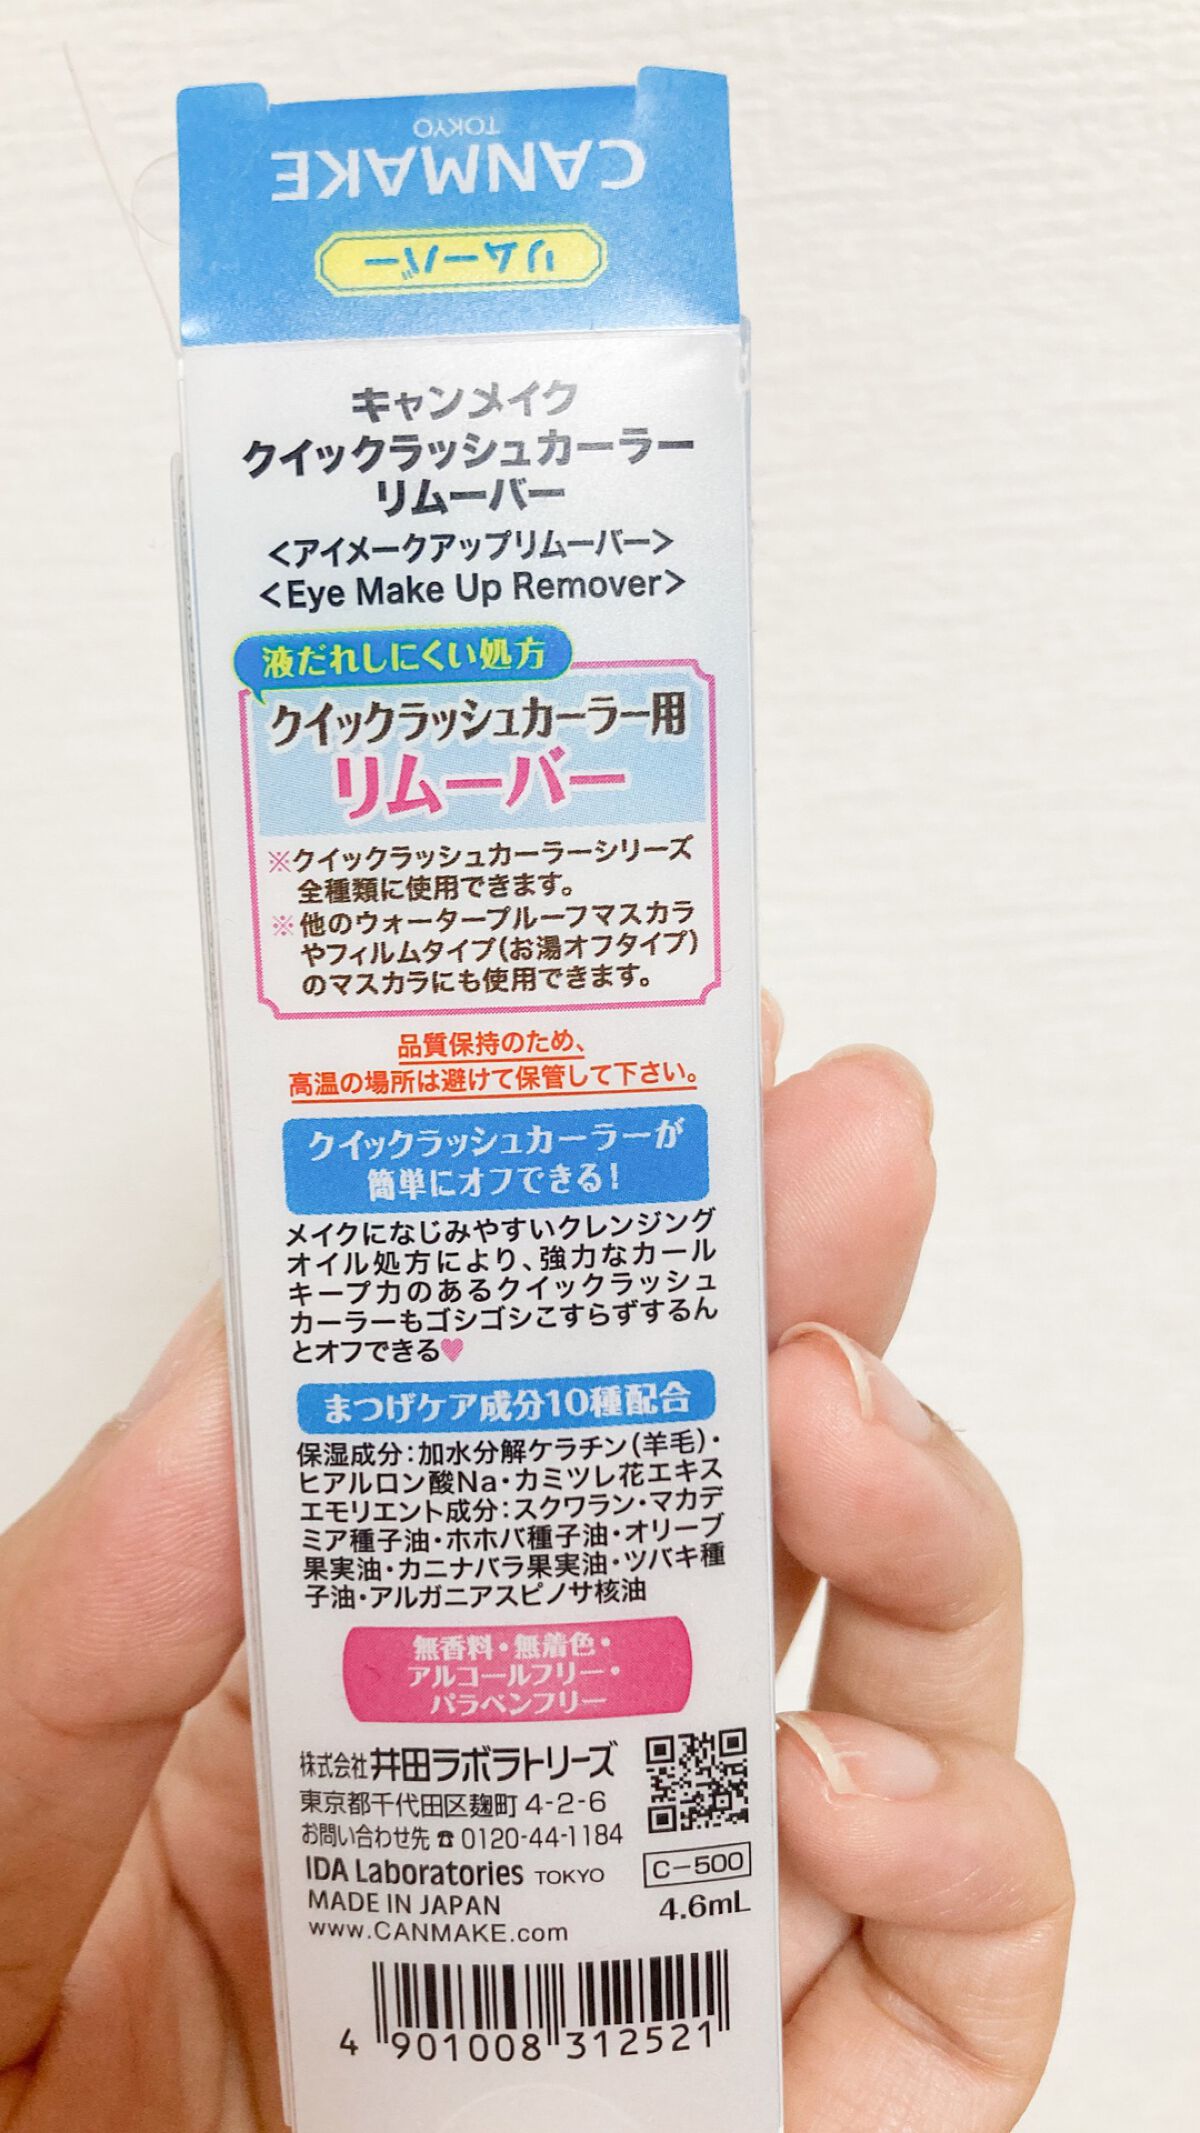 CANMAKE
TOKYO
リムーバー
キャンメイク
クイックラッシュカーラー
リムーバー
<アイメークアップリムーバー>
<Eye Make Up Remover>
液だれしにくい処方
クイックラッシュカーラー用
リムーバー
※クイックラッシュカーラーシリーズ
全種類に使用できます。
※他のウォータープルーフマスカラ
やフィルムタイプ(お湯オフタイプ)
のマスカラにも使用できます。
品質保持のため、
高温の場所は避けて保管して下さい。
クイックラッシュカーラーが
簡単にオフできる!
メイクになじみやすいクレンジング
オイル処方により、強力なカール
キープ力のあるクイックラッシュ
カーラーもゴシゴシこすらずするん
とオフできる♥
まつげケア成分10種配合
保湿成分:加水分解ケラチン(羊毛)・
ヒアルロン酸Na・カミツレ花エキス
エモリエント成分:スクワラン・マカデ
ミア種子油・ホホバ種子油・オリーブ
果実油・カニナバラ果実油・ツバキ種
子油・アルガニアスピノサ核油
無香料・無着色・
アルコールフリー・
パラベンフリー
株式会社井田ラボラトリーズ
東京都千代田区麹町 4-2-6
お問い合わせ先 ☎ 0120-44-1184
IDA Laboratories TOKYO
C-500
MADE IN JAPAN
4.6mL
www.CANMAKE.com
4 901008 312521